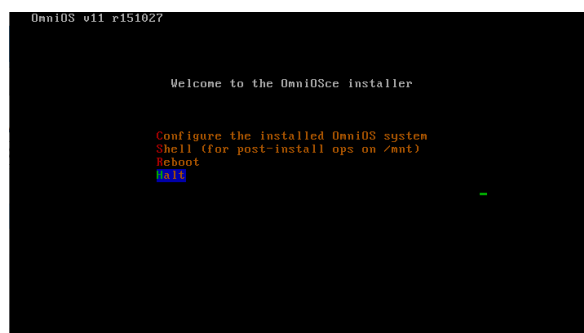 OmniOS v11 r151027
Welcome to the OmniOSce installer
Configure the installed OmniOS system
Shell (for post-install ops on /mnt)
Reboot
Halt